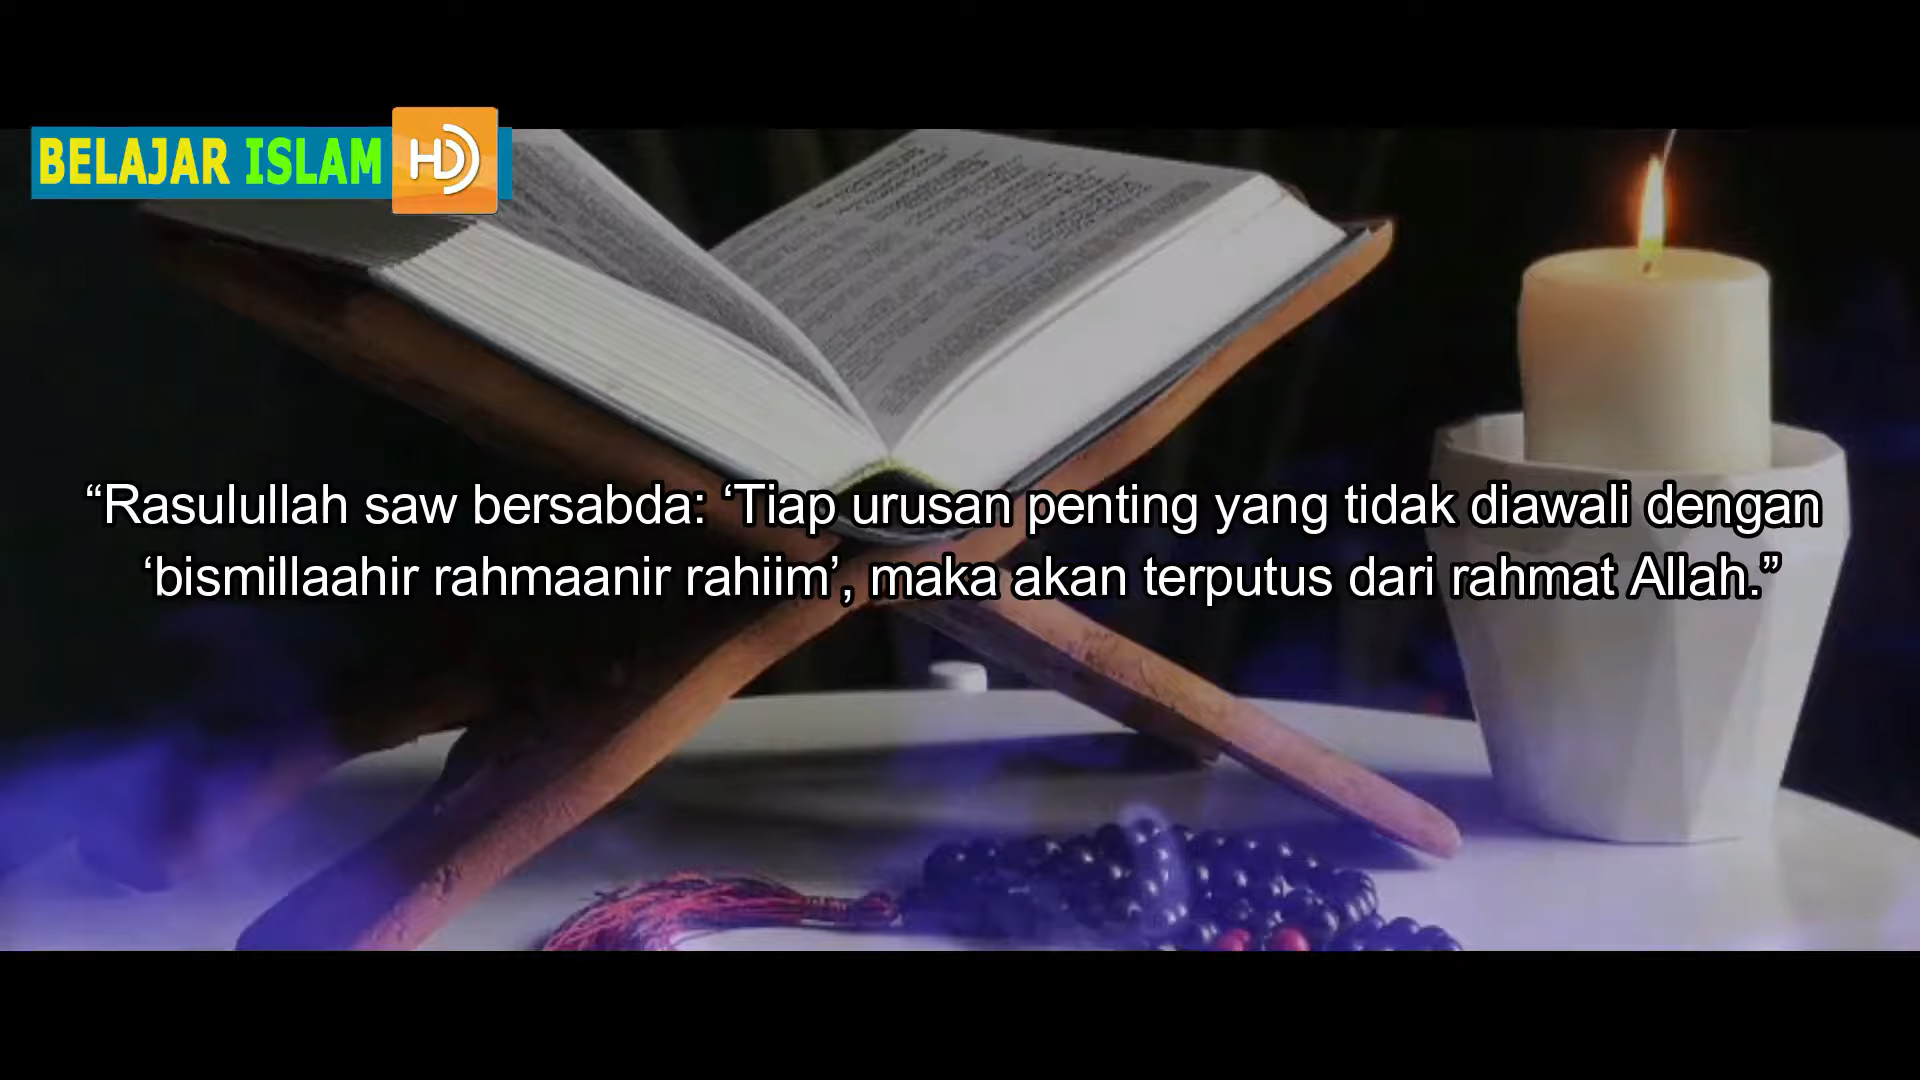 BELAJAR ISLAM HD
“Rasulullah saw bersabda: ‘Tiap urusan penting yang tidak diawali dengan
‘bismillaahir rahmaanir rahiim’, maka akan terputus dari rahmat Allah.”